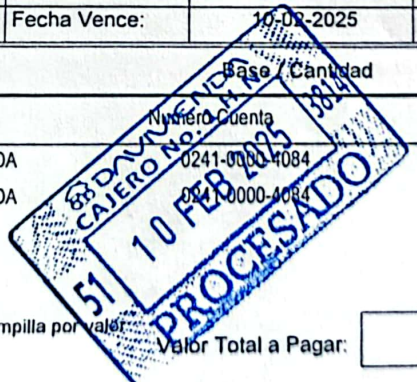 Fecha Vence: 10-02-2025
Base / Cantidad
Número Cuenta
DA 0241-0000-4084
DA 0241-0000-4084
DAVIVIENDA
CAJERO No.
3814
10 FEB 2025
51 PROCESADO
mpilla por valor
Valor Total a Pagar: